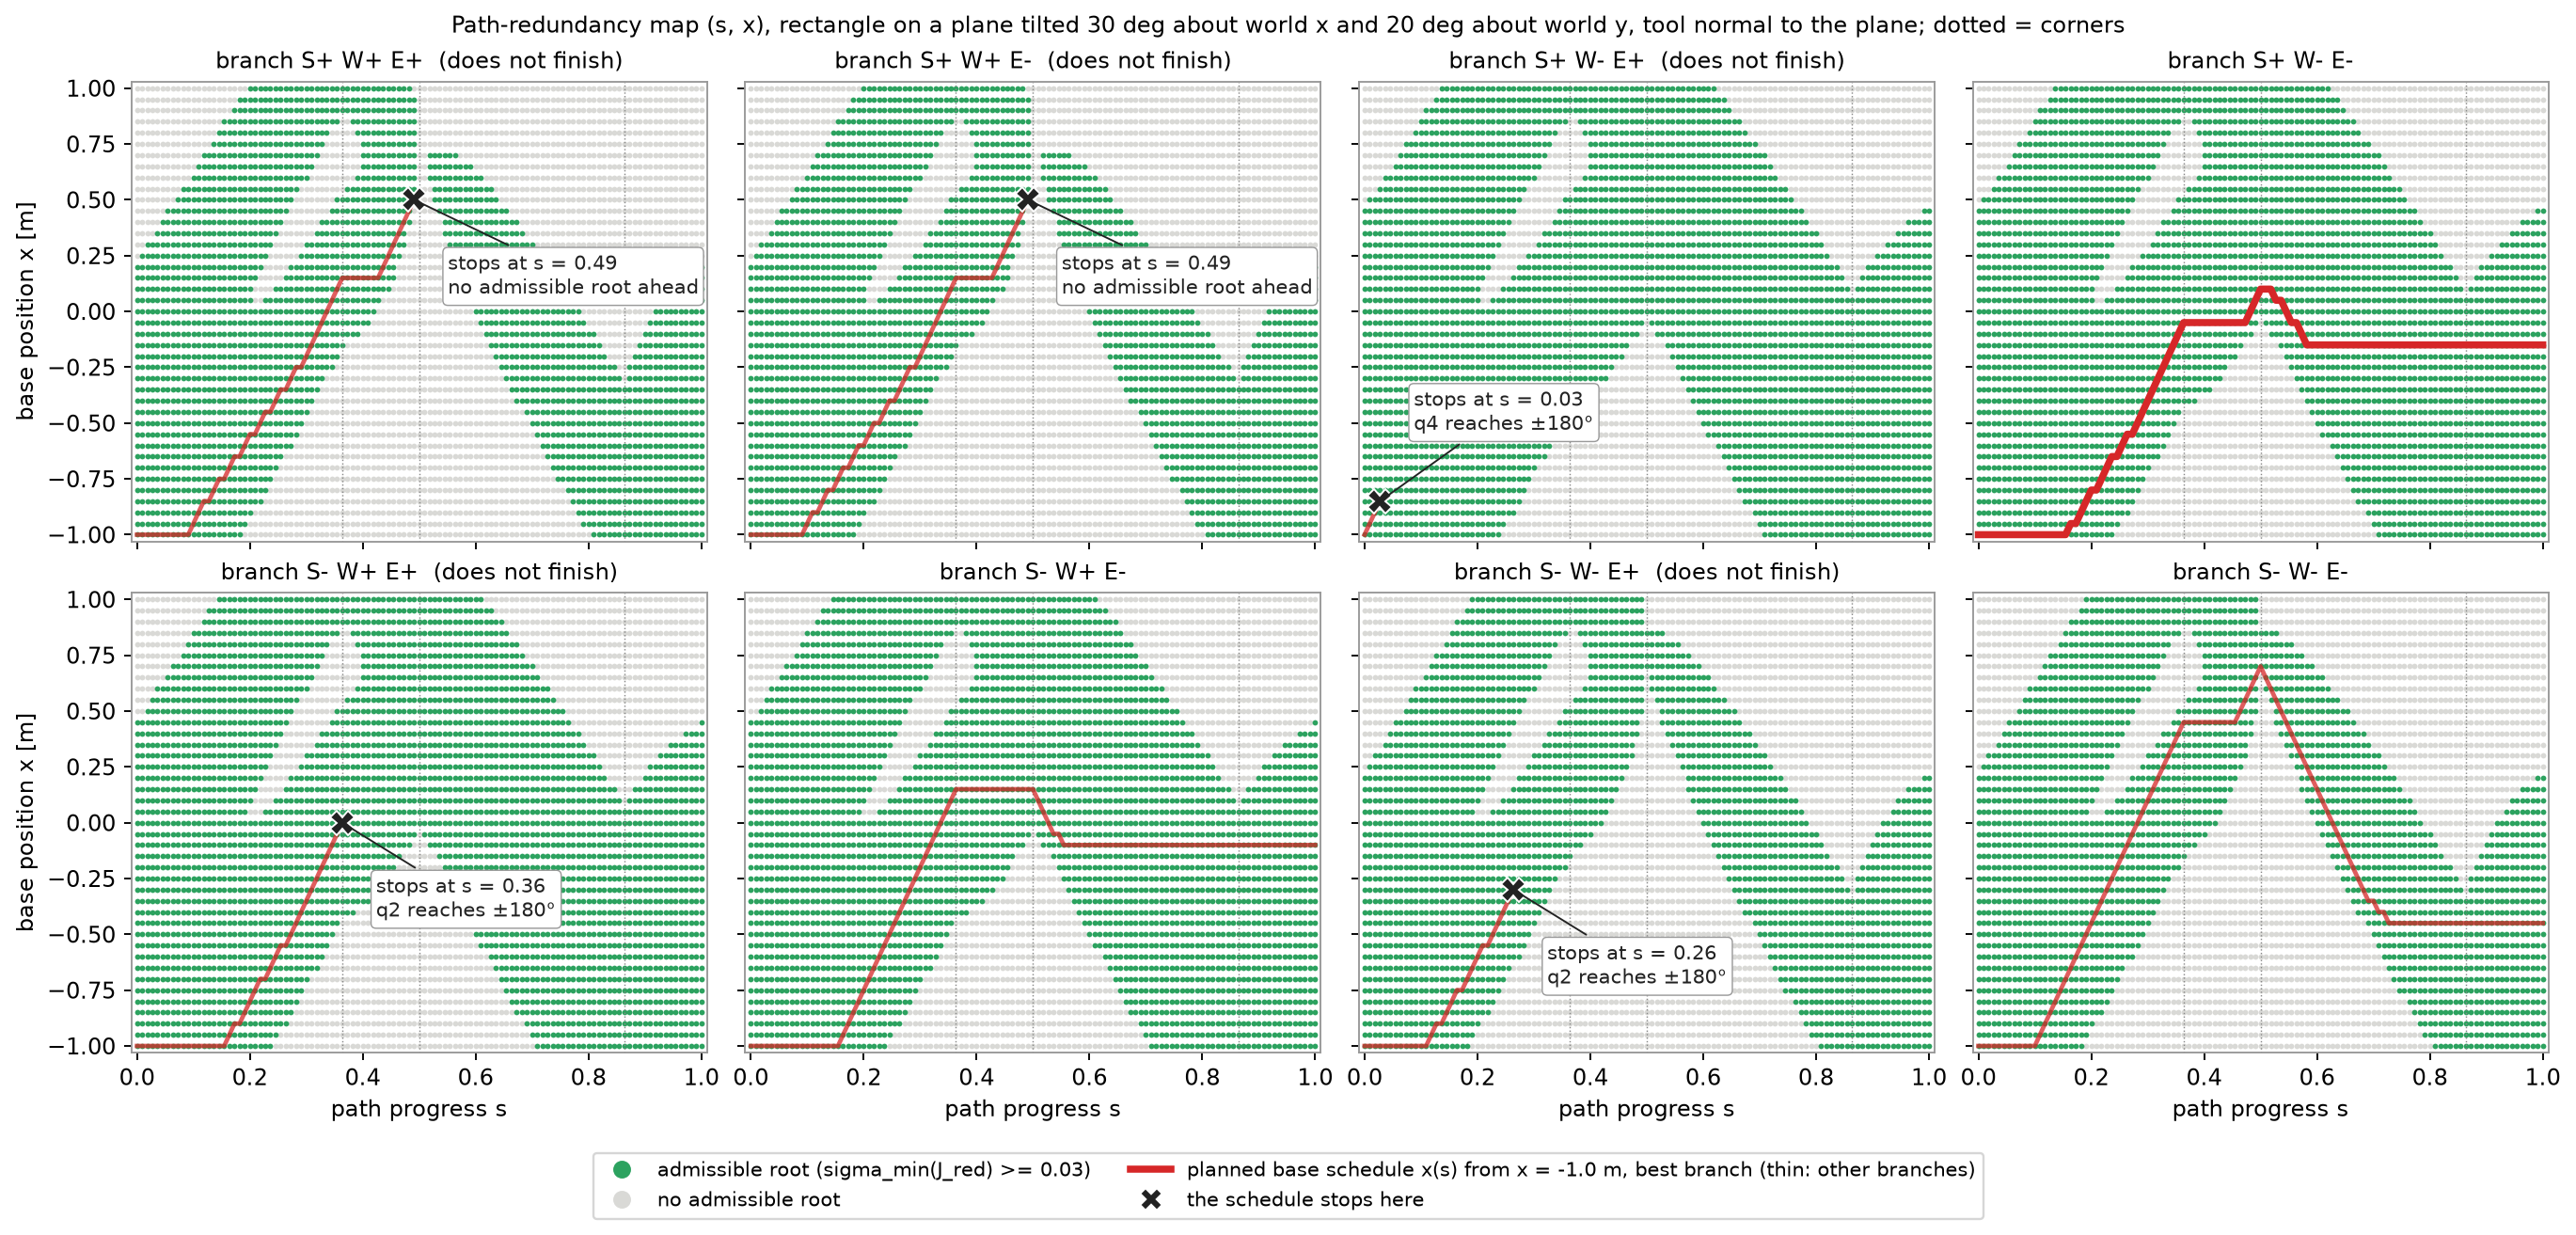 Path-redundancy map (s, x), rectangle on a plane tilted 30 deg about world x and 20 deg about world y, tool normal to the plane; dotted = corners
branch S+ W+ E+ (does not finish)
branch S+ W+ E- (does not finish)
branch S+ W- E+ (does not finish)
branch S+ W- E-
base position x [m]
1.00
0.75
0.50
0.25
0.00
−0.25
−0.50
−0.75
−1.00
stops at s = 0.49
no admissible root ahead
stops at s = 0.49
no admissible root ahead
stops at s = 0.03
q4 reaches ±180°
branch S- W+ E+ (does not finish)
branch S- W+ E-
branch S- W- E+ (does not finish)
branch S- W- E-
base position x [m]
1.00
0.75
0.50
0.25
0.00
−0.25
−0.50
−0.75
−1.00
stops at s = 0.36
q2 reaches ±180°
stops at s = 0.26
q2 reaches ±180°
0.0 0.2 0.4 0.6 0.8 1.0
0.0 0.2 0.4 0.6 0.8 1.0
0.0 0.2 0.4 0.6 0.8 1.0
0.0 0.2 0.4 0.6 0.8 1.0
path progress s
path progress s
path progress s
path progress s
admissible root (sigma_min(J_red) >= 0.03)
no admissible root
planned base schedule x(s) from x = -1.0 m, best branch (thin: other branches)
the schedule stops here